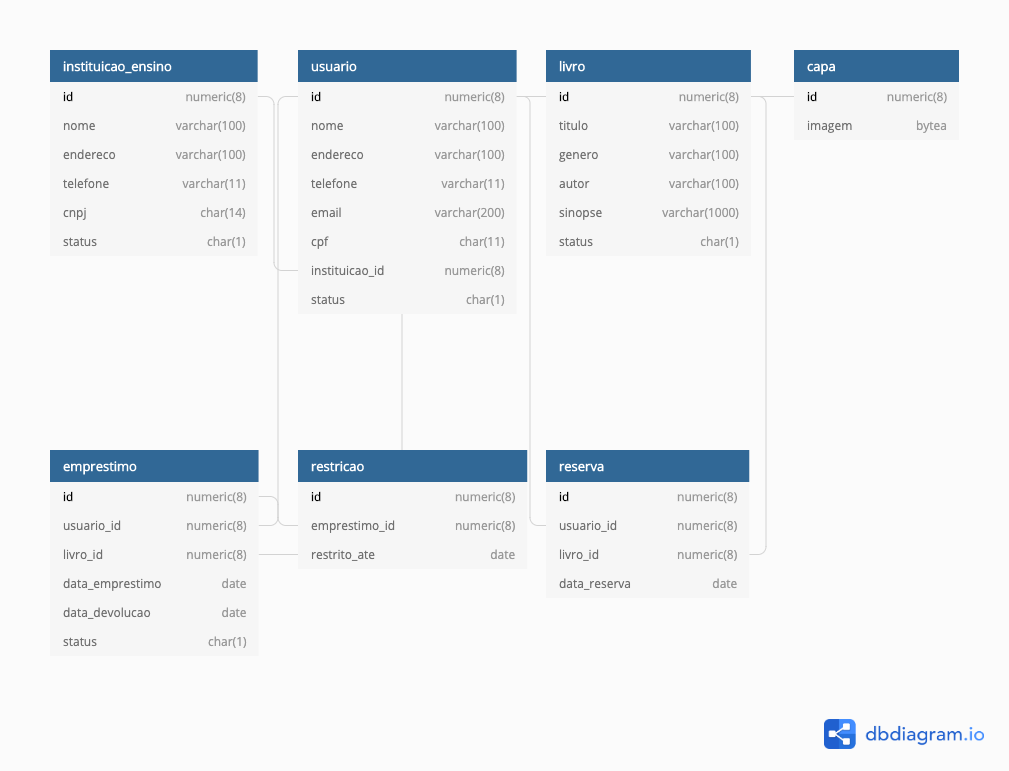 instituicao_ensino
id numeric(8)
nome varchar(100)
endereco varchar(100)
telefone varchar(11)
cnpj char(14)
status char(1)
usuario
id numeric(8)
nome varchar(100)
endereco varchar(100)
telefone varchar(11)
email varchar(200)
cpf char(11)
instituicao_id numeric(8)
status char(1)
livro
id numeric(8)
titulo varchar(100)
genero varchar(100)
autor varchar(100)
sinopse varchar(1000)
status char(1)
capa
id numeric(8)
imagem bytea
emprestimo
id numeric(8)
usuario_id numeric(8)
livro_id numeric(8)
data_emprestimo date
data_devolucao date
status char(1)
restricao
id numeric(8)
emprestimo_id numeric(8)
restrito_ate date
reserva
id numeric(8)
usuario_id numeric(8)
livro_id numeric(8)
data_reserva date
dbdiagram.io